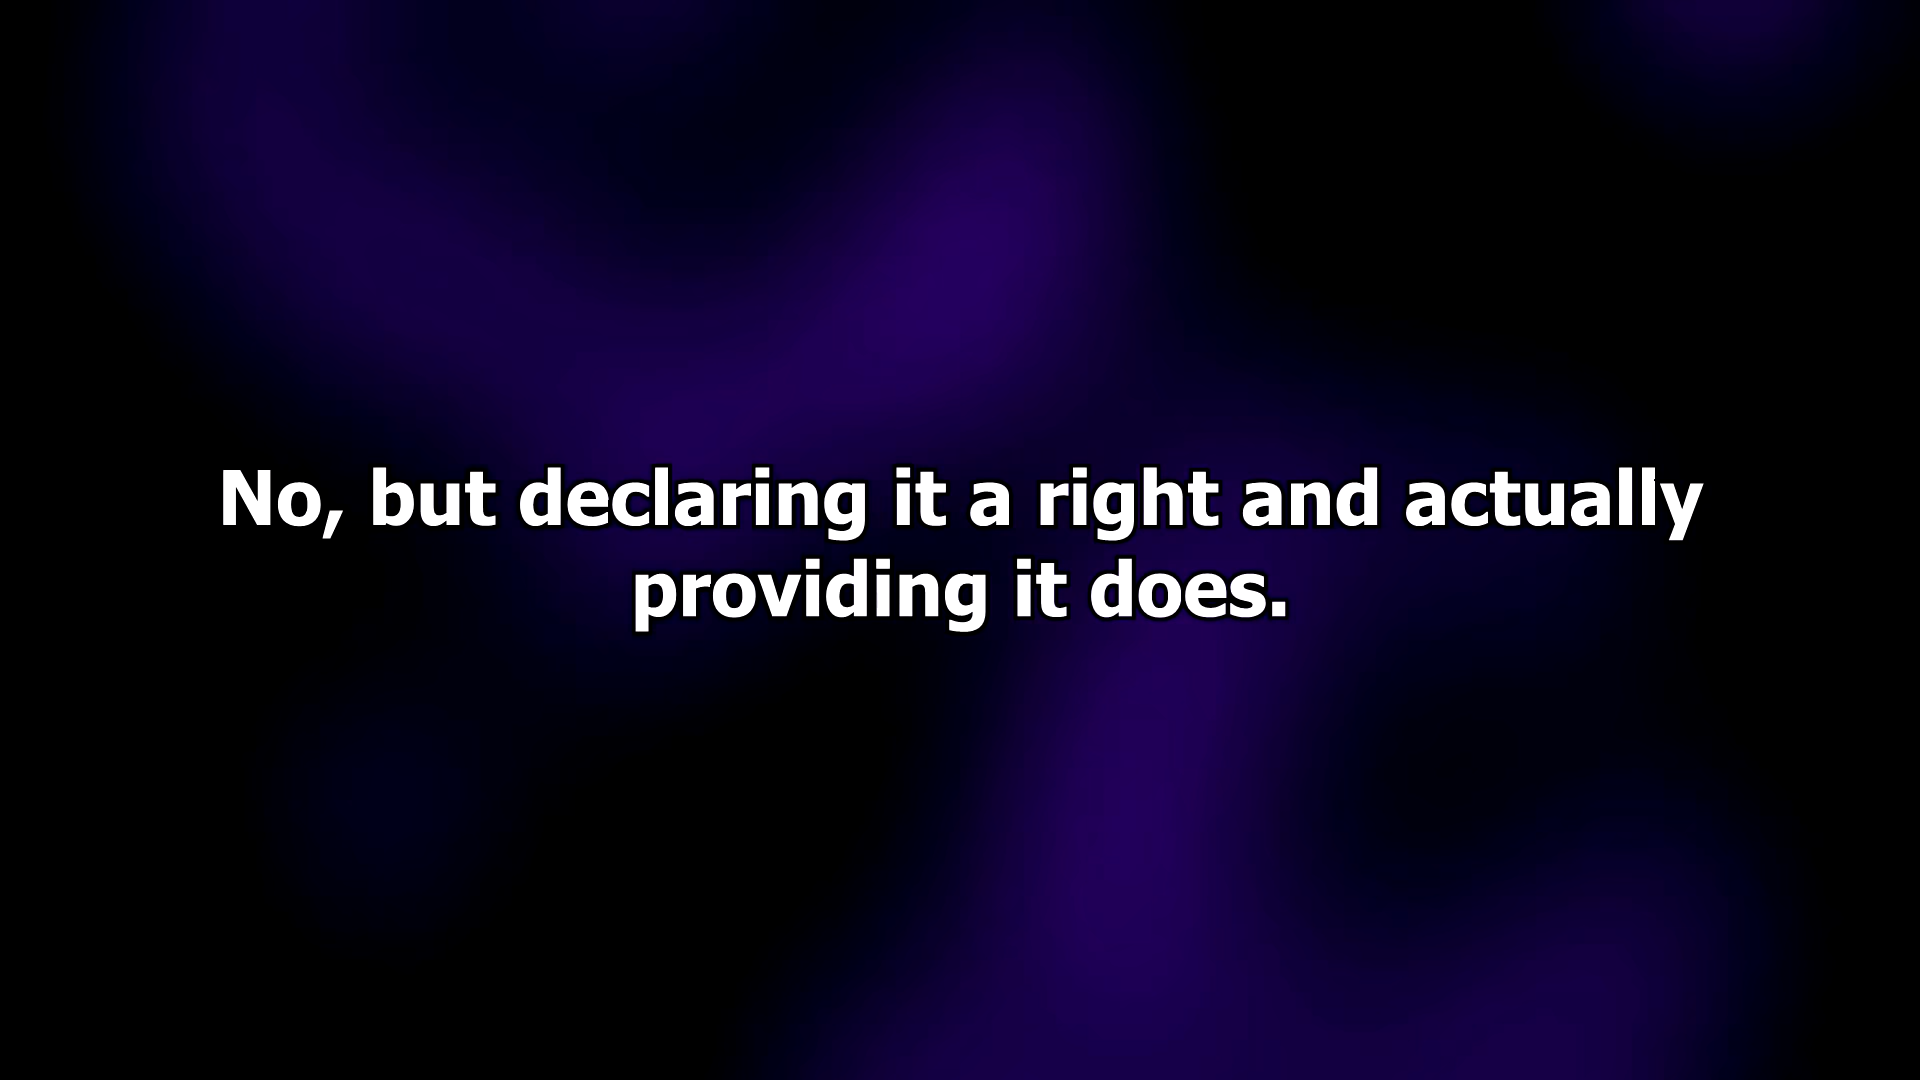 No, but declaring it a right and actually
providing it does.